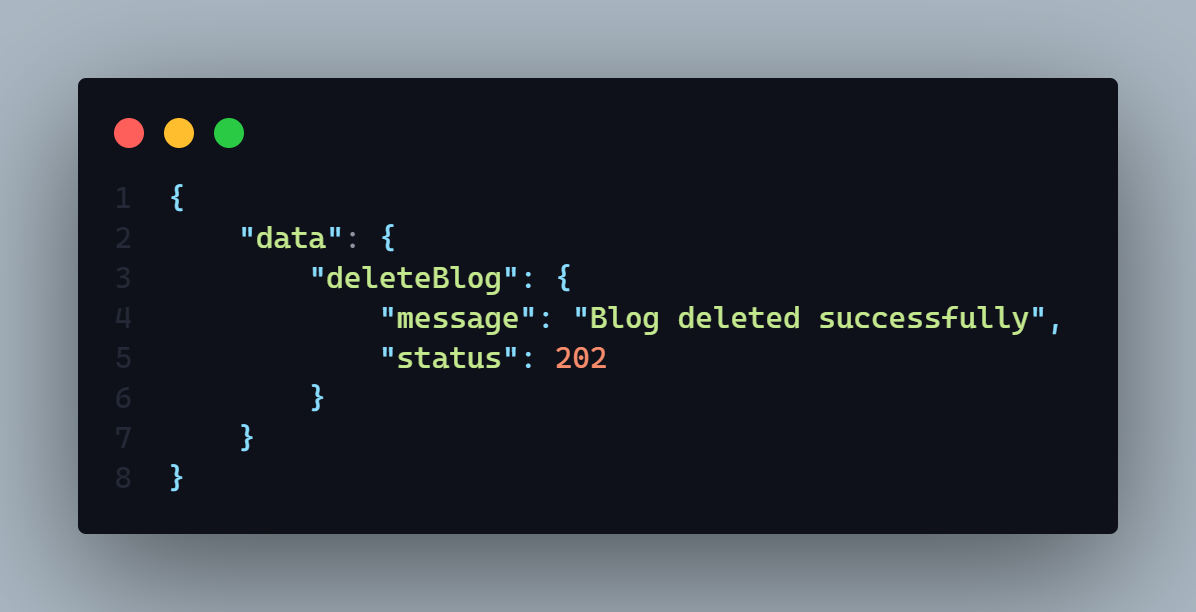 1 {
2     "data": {
3         "deleteBlog": {
4             "message": "Blog deleted successfully",
5             "status": 202
6         }
7     }
8 }